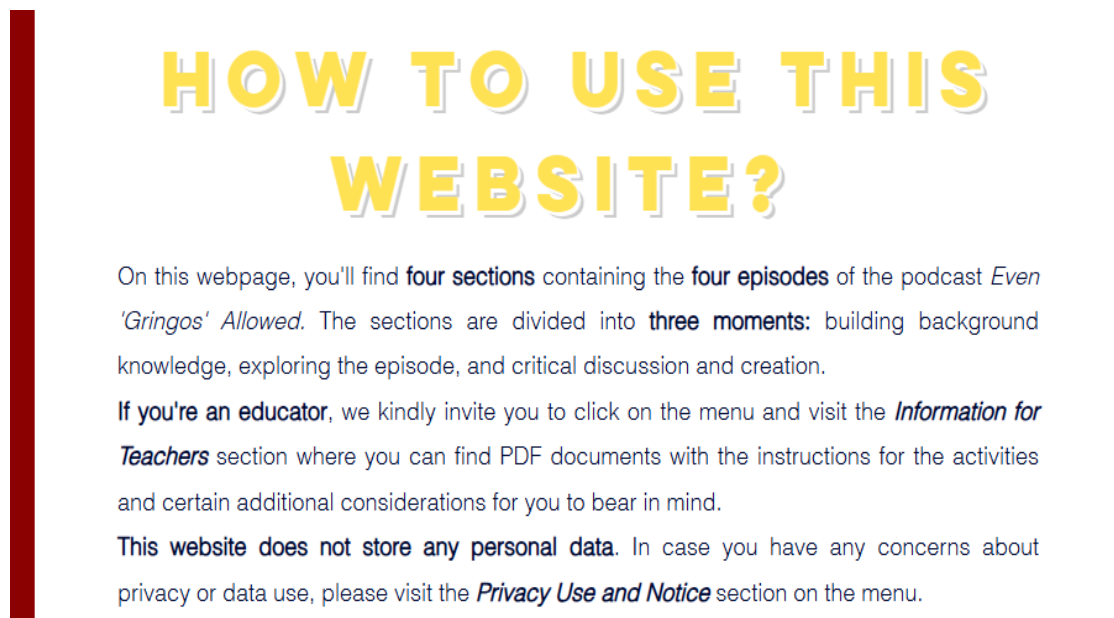 HOW TO USE THIS
WEBSITE?
On this webpage, you'll find four sections containing the four episodes of the podcast Even
'Gringos' Allowed. The sections are divided into three moments: building background
knowledge, exploring the episode, and critical discussion and creation.
If you're an educator, we kindly invite you to click on the menu and visit the Information for
Teachers section where you can find PDF documents with the instructions for the activities
and certain additional considerations for you to bear in mind.
This website does not store any personal data. In case you have any concerns about
privacy or data use, please visit the Privacy Use and Notice section on the menu.